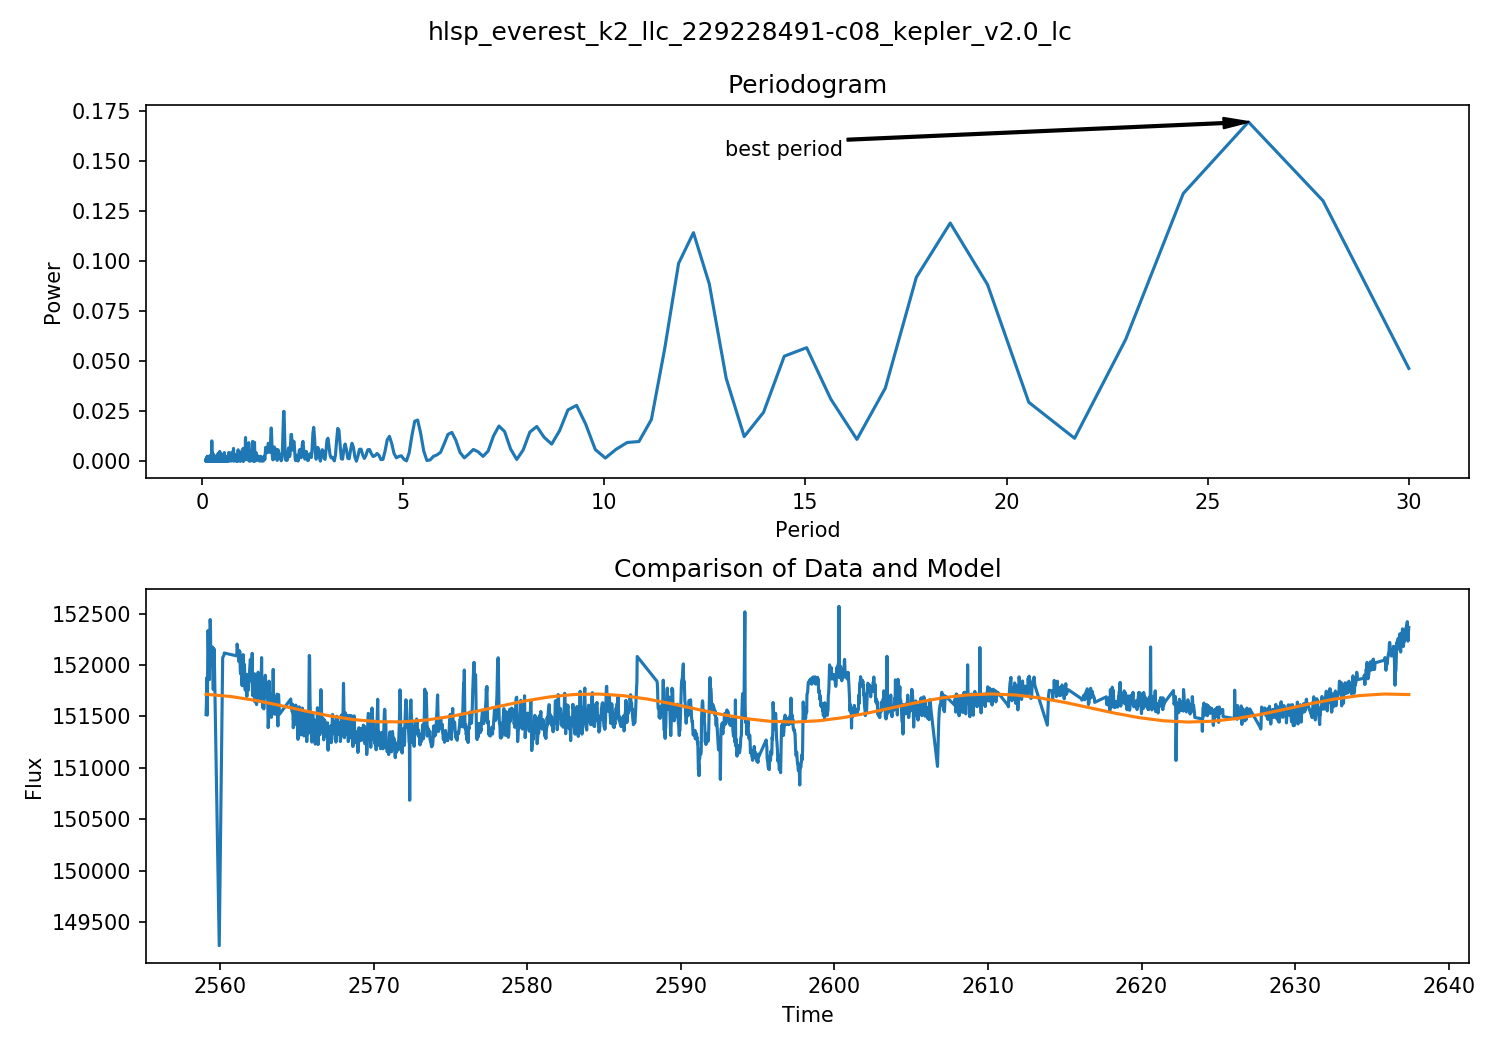 hlsp_everest_k2_llc_229228491-c08_kepler_v2.0_lc
Periodogram
0.175
0.150
0.125
0.100
0.075
0.050
0.025
0.000
Power
best period
0 5 10 15 20 25 30
Period
Comparison of Data and Model
152500
152000
151500
151000
150500
150000
149500
Flux
2560 2570 2580 2590 2600 2610 2620 2630 2640
Time